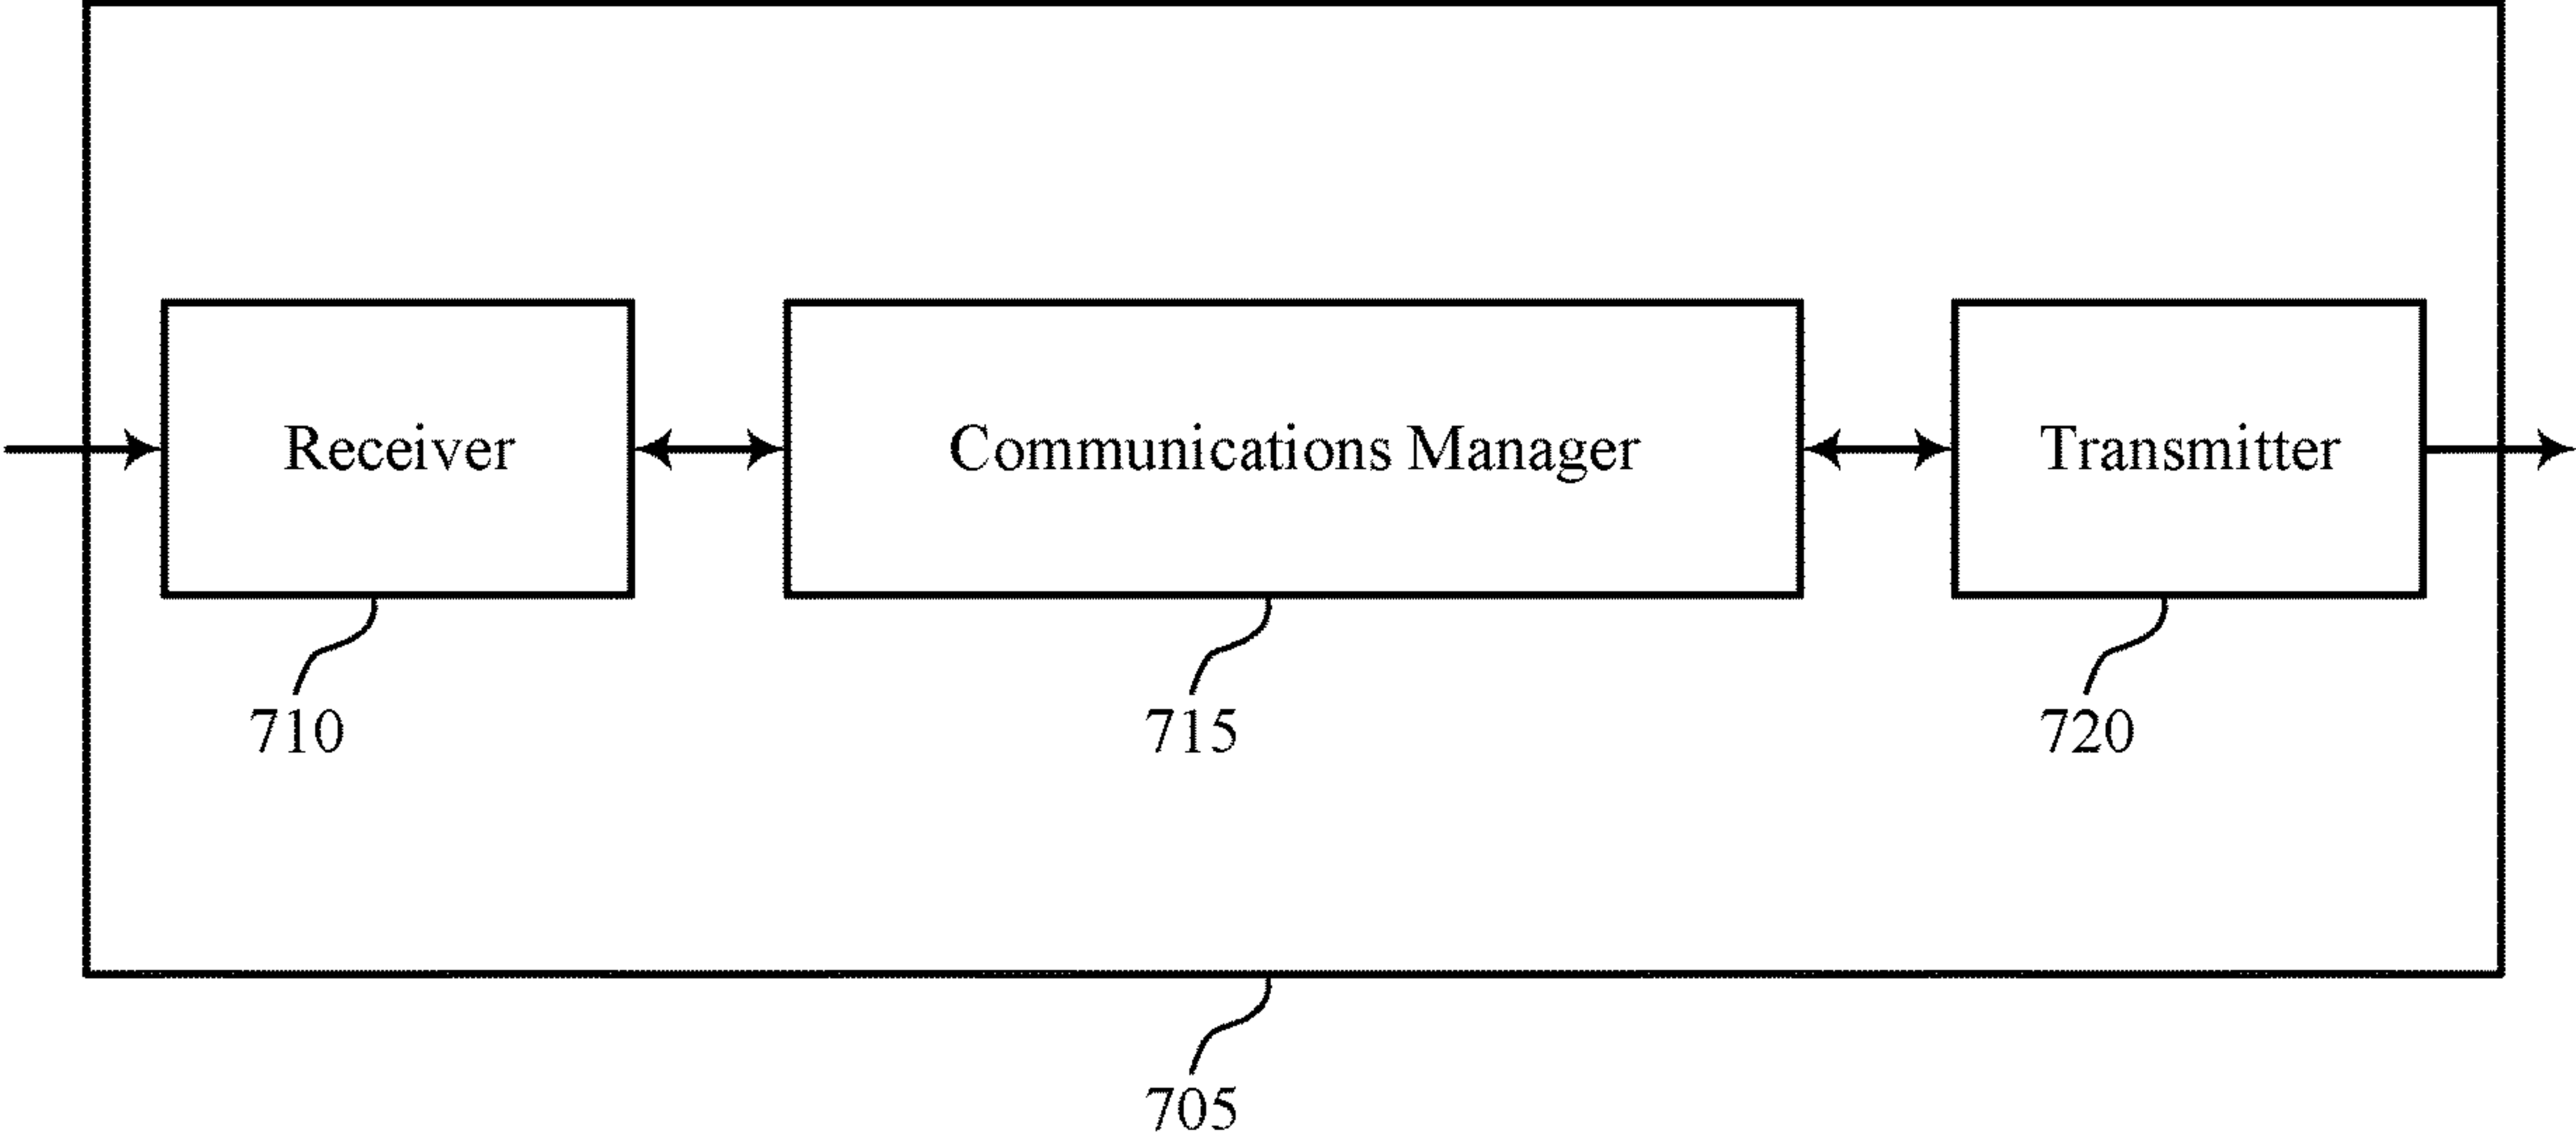 Receiver
Communications Manager
Transmitter
710
715
720
705